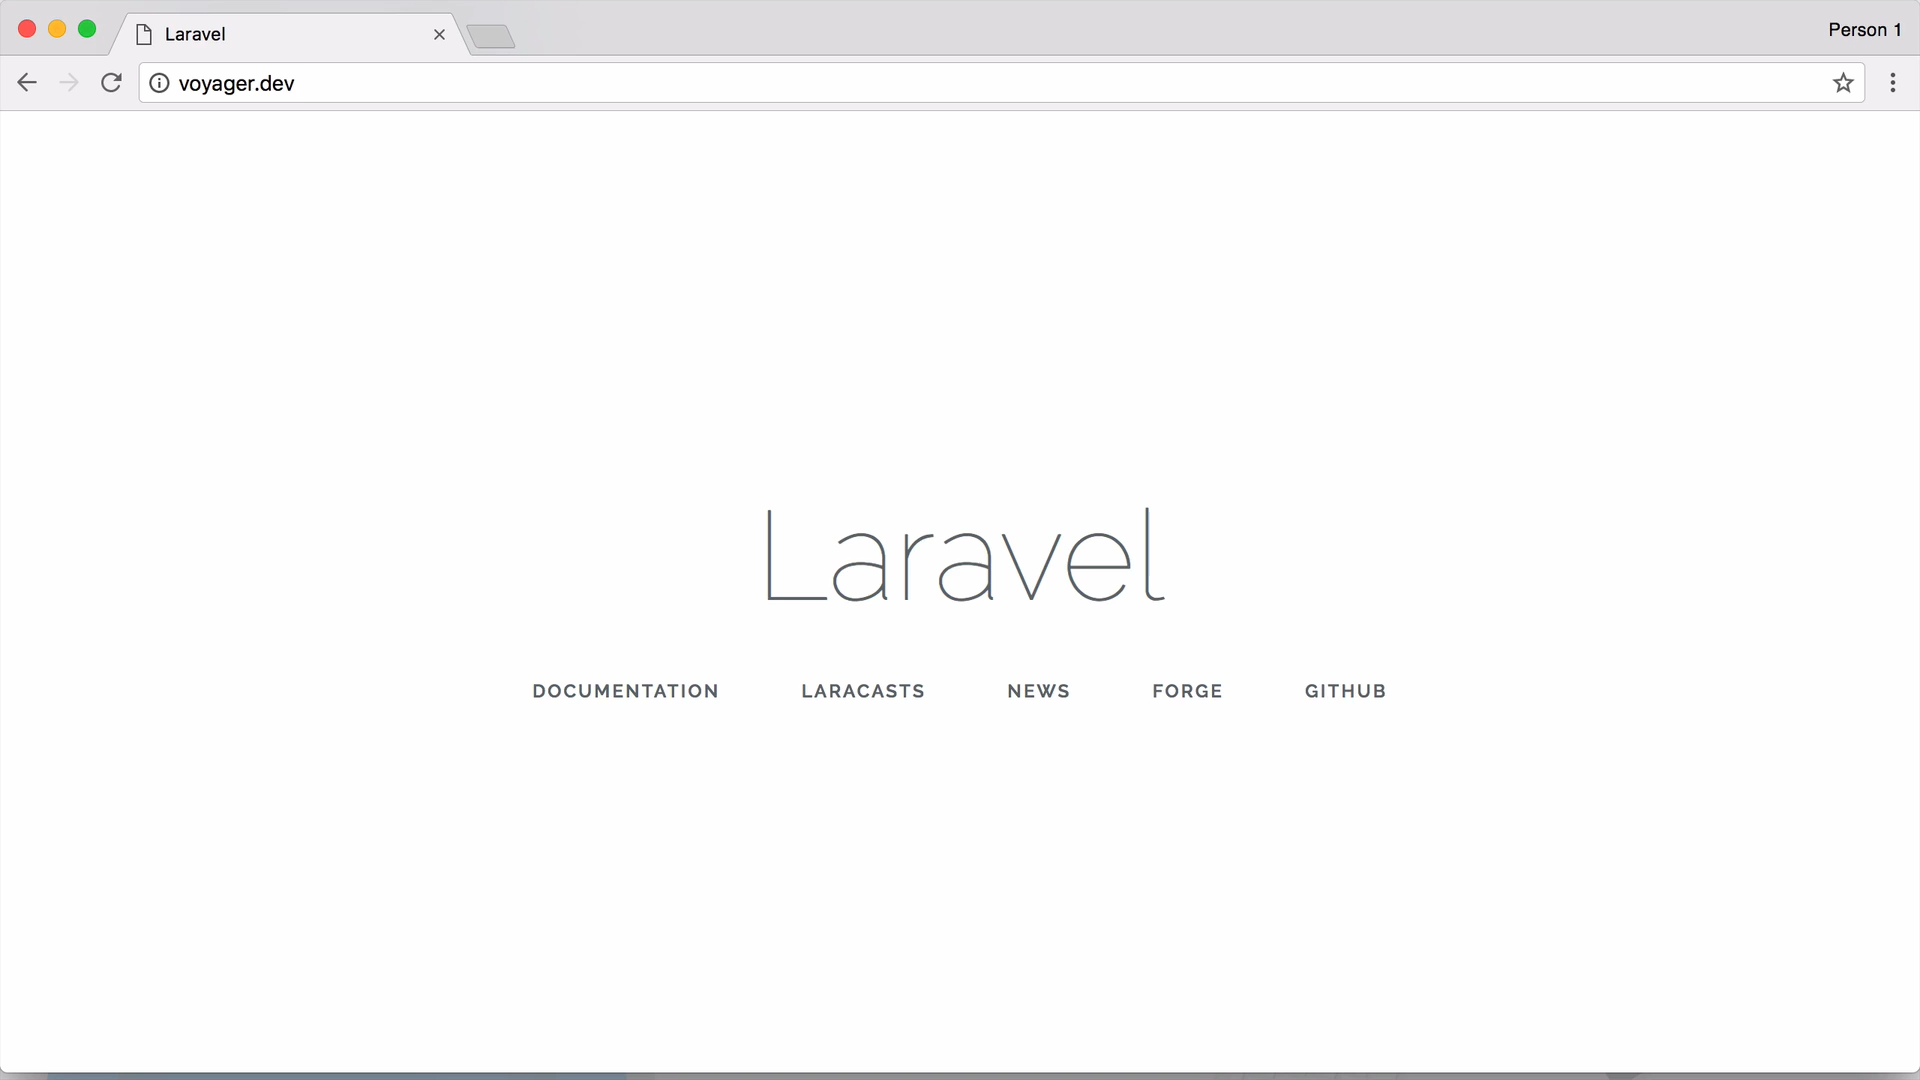 Laravel
Person 1
voyager.dev
Laravel
DOCUMENTATION LARACASTS NEWS FORGE GITHUB